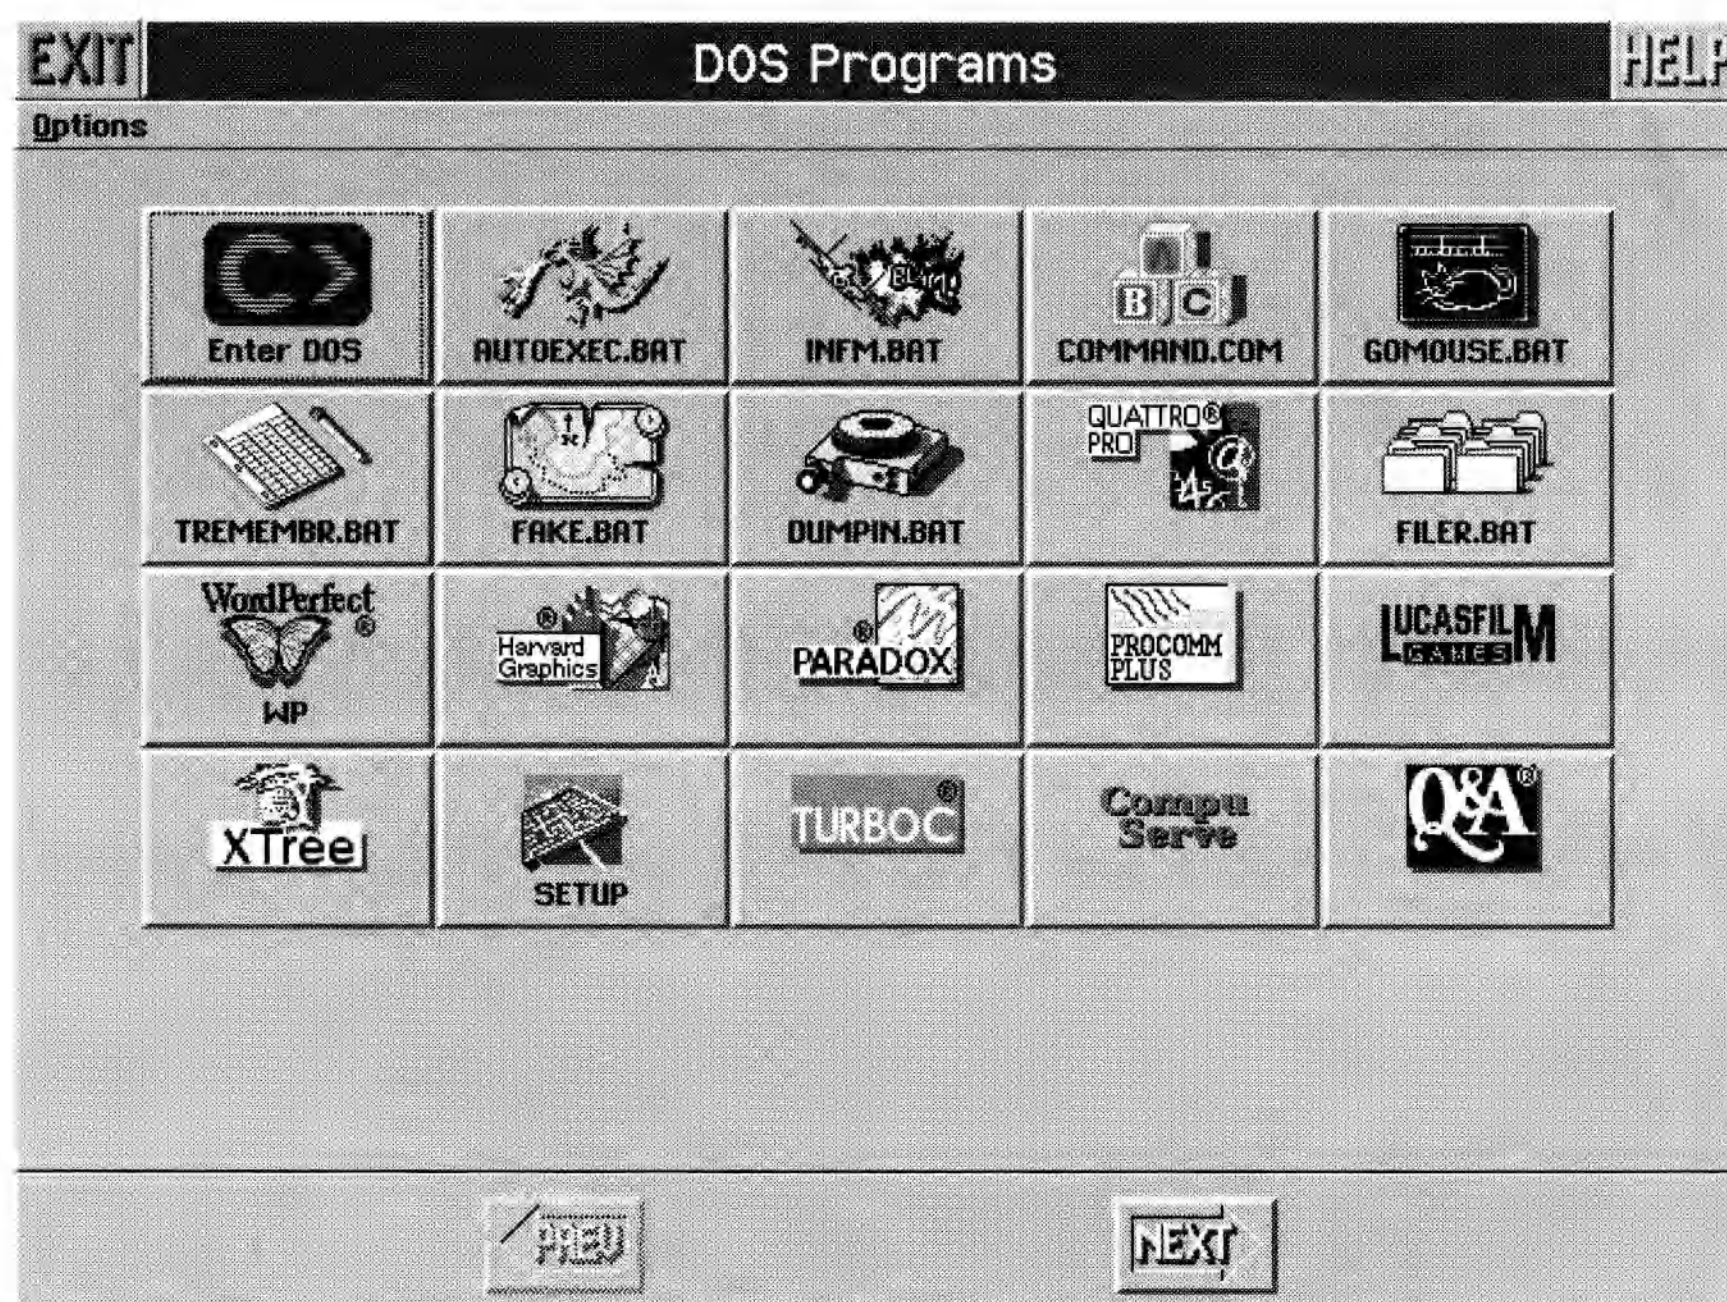 EXIT
DOS Programs
HELP
Options
Enter DOS
AUTOEXEC.BAT
BLAM!
INFM.BAT
A
B C
COMMAND.COM
GOMOUSE.BAT
TREMEMBR.BAT
FAKE.BAT
DUMPIN.BAT
QUATTRO®
PRO
FILER.BAT
WordPerfect
®
WP
®
Harvard
Graphics
®
PARADOX
PROCOMM
PLUS
LUCASFILM
GAMES
XTree
SETUP
TURBOC®
Compu
Serve
Q&A®
PREV
NEXT